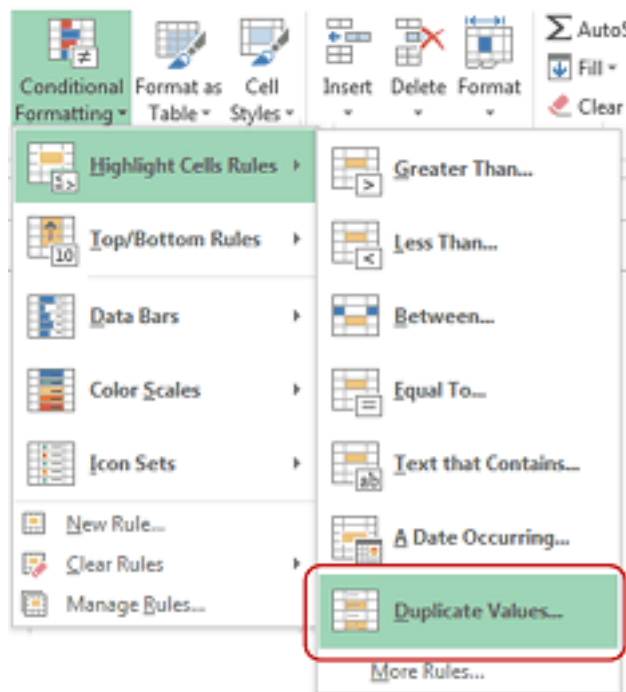 Conditional Formatting
Format as Table
Cell Styles
Insert
Delete
Format
Σ AutoS
Fill
Clear
Highlight Cells Rules
Top/Bottom Rules
Data Bars
Color Scales
Icon Sets
New Rule...
Clear Rules
Manage Rules...
Greater Than...
Less Than...
Between...
Equal To...
Text that Contains...
A Date Occurring...
Duplicate Values...
More Rules...